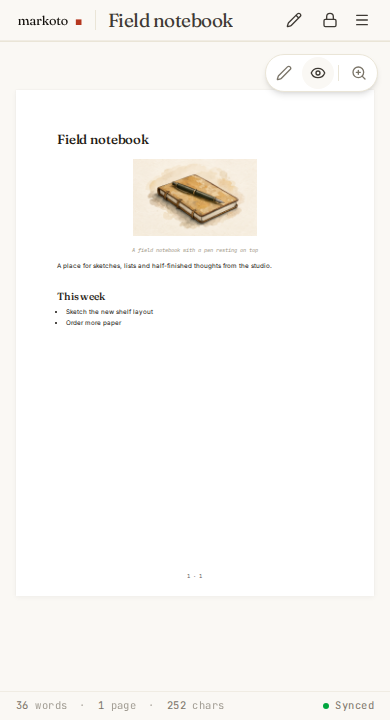 markoto
Field notebook
Field notebook
A field notebook with a pen resting on top
A place for sketches, lists and half-finished thoughts from the studio.
This week
• Sketch the new shelf layout
• Order more paper
1 - 1
36 words · 1 page · 252 chars
Synced